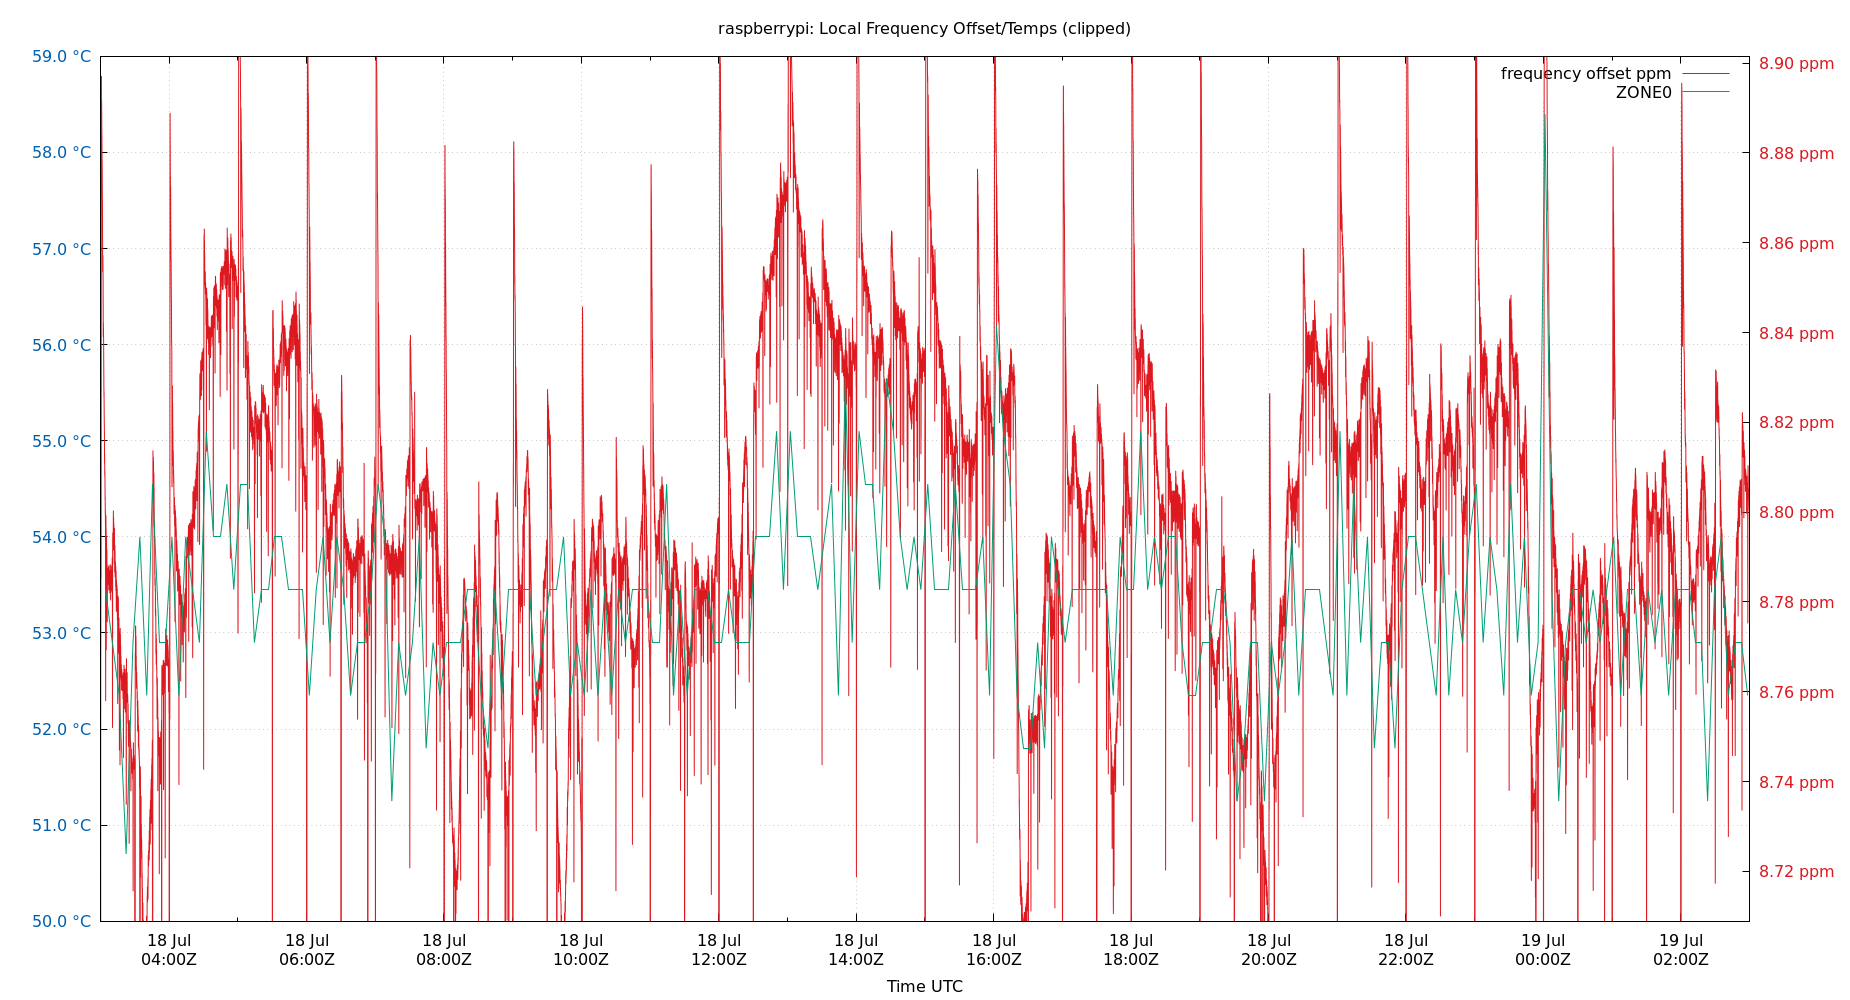 raspberrypi: Local Frequency Offset/Temps (clipped)
frequency offset ppm
ZONE0
59.0 °C
58.0 °C
57.0 °C
56.0 °C
55.0 °C
54.0 °C
53.0 °C
52.0 °C
51.0 °C
50.0 °C
8.90 ppm
8.88 ppm
8.86 ppm
8.84 ppm
8.82 ppm
8.80 ppm
8.78 ppm
8.76 ppm
8.74 ppm
8.72 ppm
18 Jul 18 Jul 18 Jul 18 Jul 18 Jul 18 Jul 18 Jul 18 Jul 18 Jul 18 Jul 19 Jul 19 Jul
04:00Z 06:00Z 08:00Z 10:00Z 12:00Z 14:00Z 16:00Z 18:00Z 20:00Z 22:00Z 00:00Z 02:00Z
Time UTC